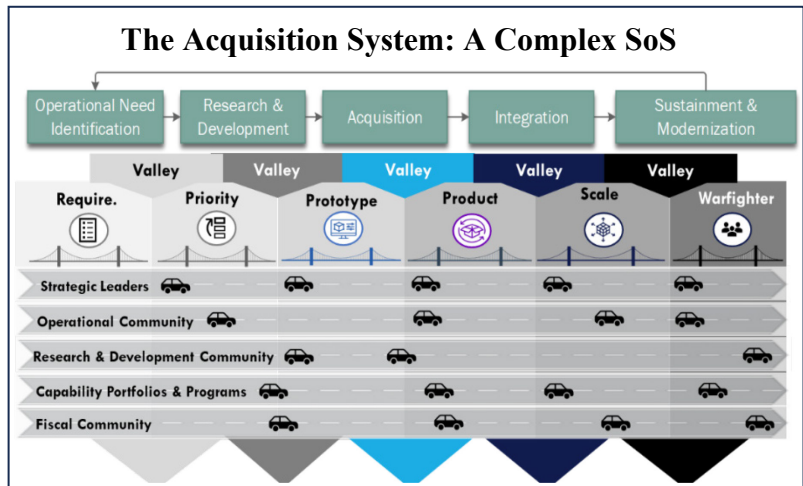 The Acquisition System: A Complex SoS
Operational Need
Identification
Research &
Development
Acquisition
Integration
Sustainment &
Modernization
Valley
Valley
Valley
Valley
Valley
Require.
Priority
Prototype
Product
Scale
Warfighter
Strategic Leaders
Operational Community
Research & Development Community
Capability Portfolios & Programs
Fiscal Community